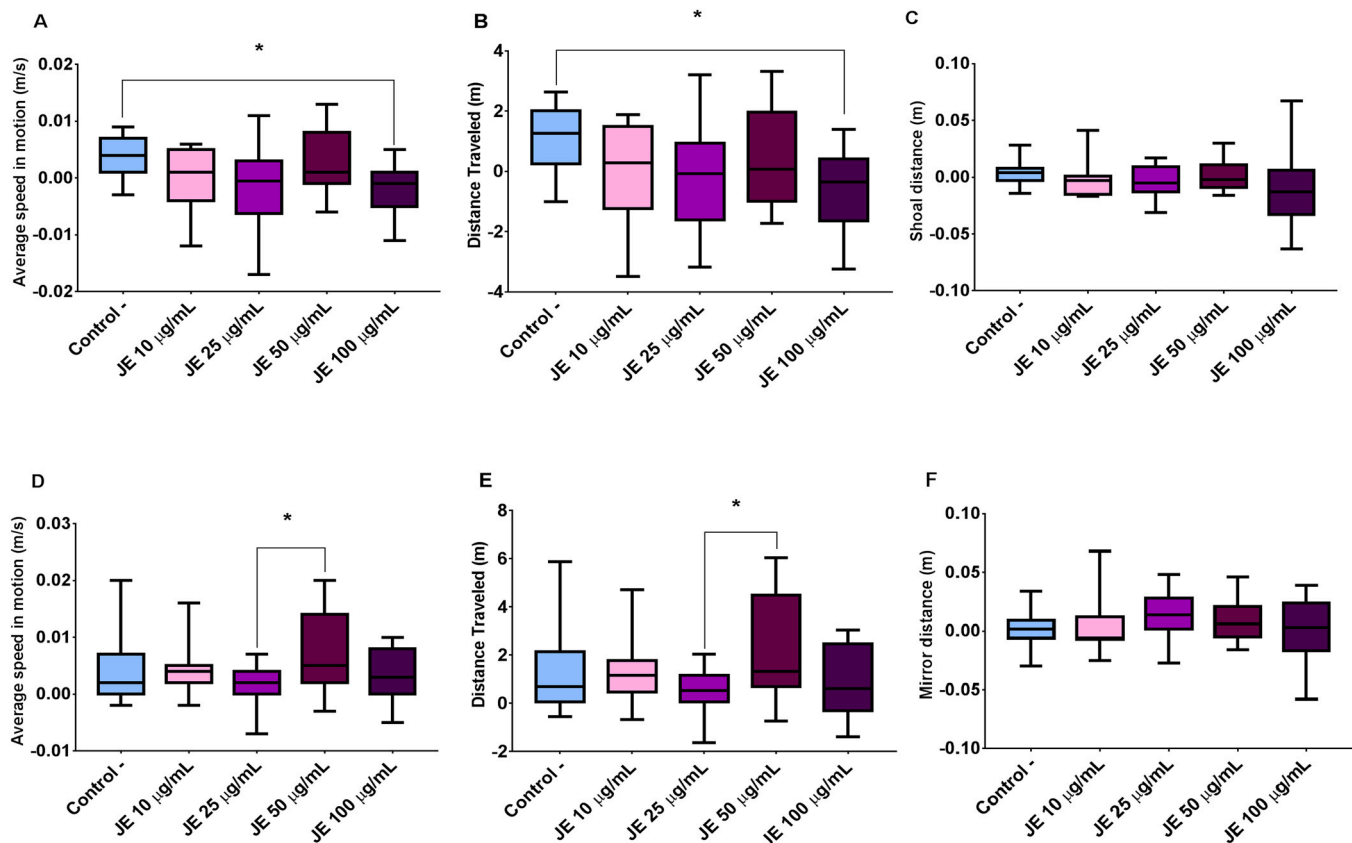 A
*
Average speed in motion (m/s)
0.02
0.01
0.00
-0.01
-0.02
Control -
JE 10 µg/mL
JE 25 µg/mL
JE 50 µg/mL
JE 100 µg/mL
B
*
Distance Traveled (m)
4
2
0
-2
-4
Control -
JE 10 µg/mL
JE 25 µg/mL
JE 50 µg/mL
JE 100 µg/mL
C
Shoal distance (m)
0.10
0.05
0.00
-0.05
-0.10
Control -
JE 10 µg/mL
JE 25 µg/mL
JE 50 µg/mL
JE 100 µg/mL
D
*
Average speed in motion (m/s)
0.03
0.02
0.01
0.00
-0.01
Control -
JE 10 µg/mL
JE 25 µg/mL
JE 50 µg/mL
JE 100 µg/mL
E
*
Distance Traveled (m)
8
6
4
2
0
-2
Control -
JE 10 µg/mL
JE 25 µg/mL
JE 50 µg/mL
IE 100 µg/mL
F
Mirror distance (m)
0.10
0.05
0.00
-0.05
-0.10
Control -
JE 10 µg/mL
JE 25 µg/mL
JE 50 µg/mL
JE 100 µg/mL